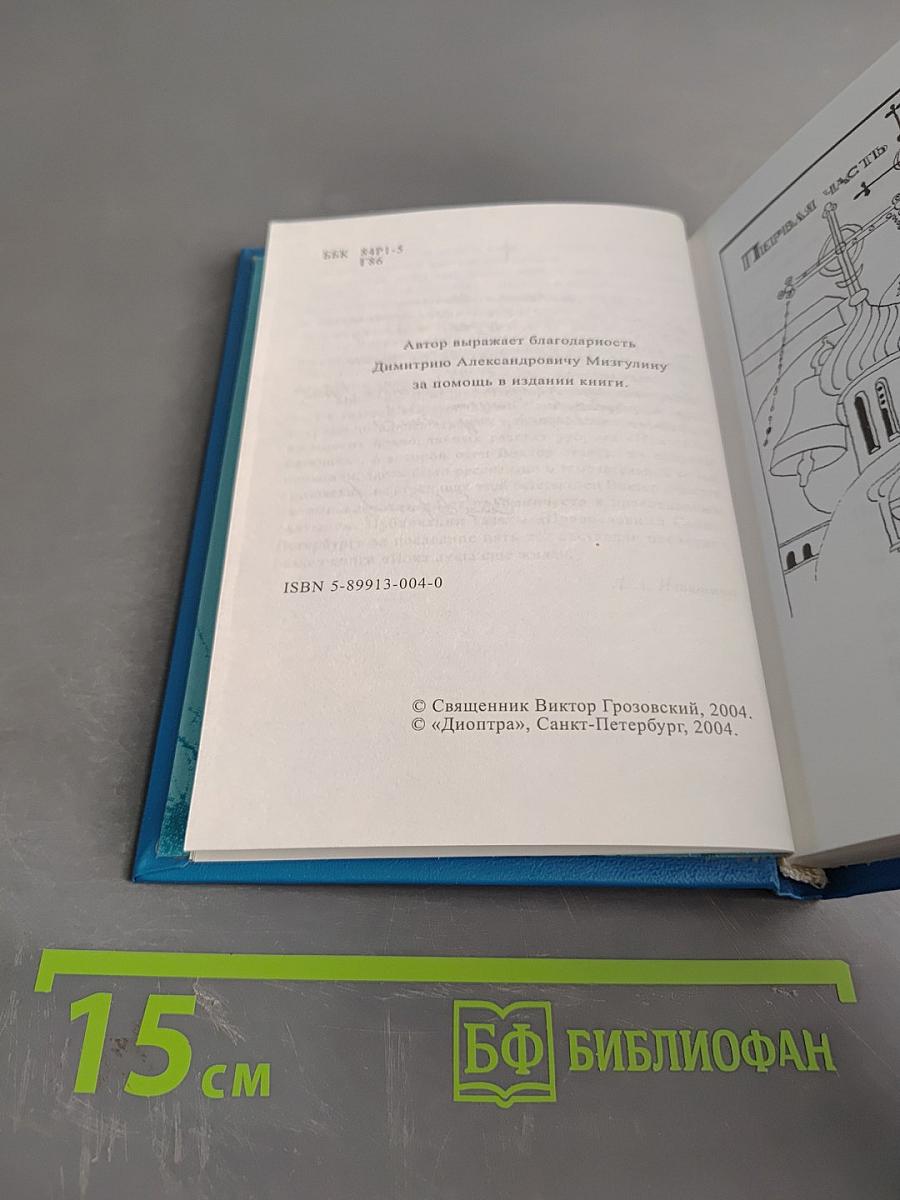 ББК 84Р1-5
Г86
Автор выражает благодарность
Димитрию Александровичу Мизгулину
за помощь в издании книги.
ISBN 5-89913-004-0
© Священник Виктор Грозовский, 2004.
© «Диоптра», Санкт-Петербург, 2004.
ПЕРВАЯ ЧАСТЬ
15 см
БФ БИБЛИОФАН